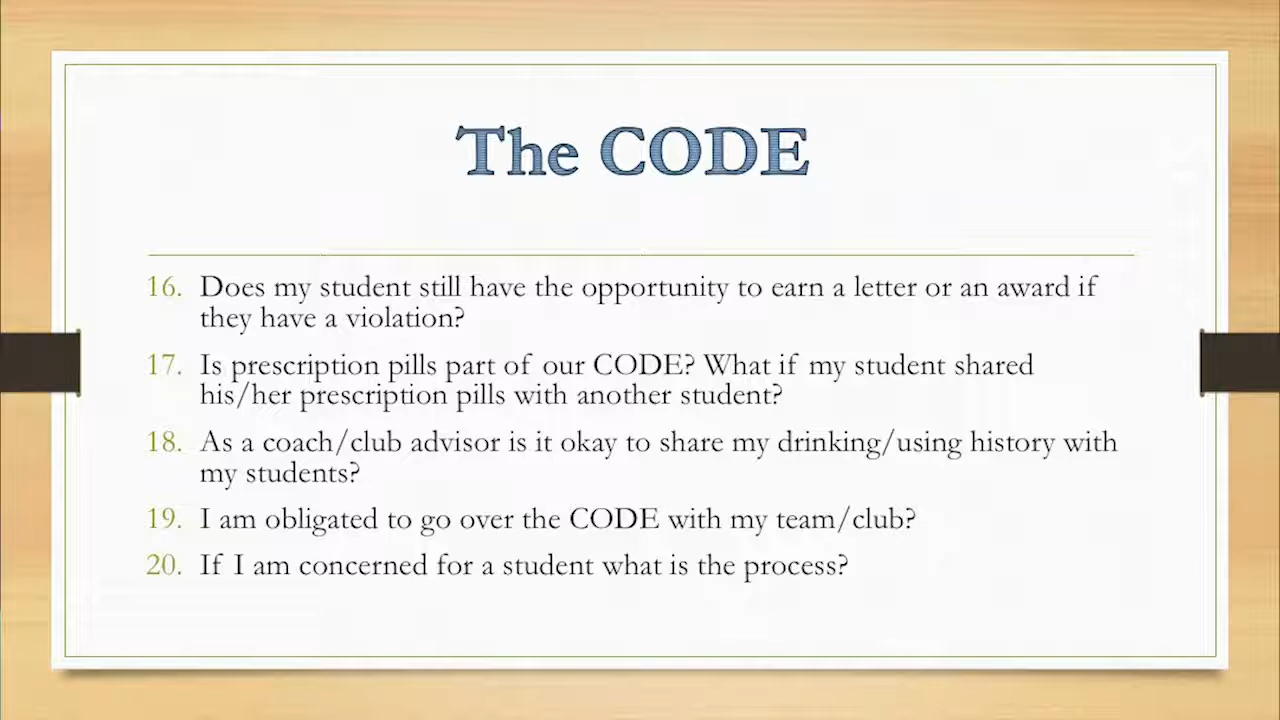 The CODE
16. Does my student still have the opportunity to earn a letter or an award if
they have a violation?
17. Is prescription pills part of our CODE? What if my student shared
his/her prescription pills with another student?
18. As a coach/club advisor is it okay to share my drinking/using history with
my students?
19. I am obligated to go over the CODE with my team/club?
20. If I am concerned for a student what is the process?